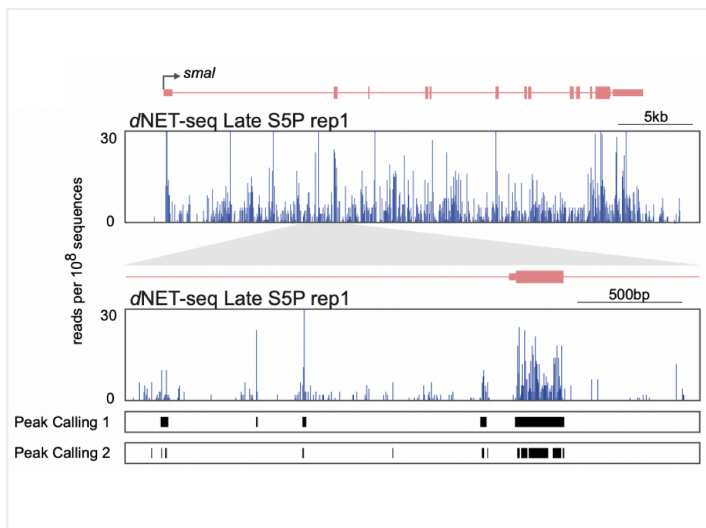 smal
5kb
dNET-seq Late S5P rep1
30
0
reads per 10⁸ sequences
dNET-seq Late S5P rep1
500bp
30
0
Peak Calling 1
Peak Calling 2